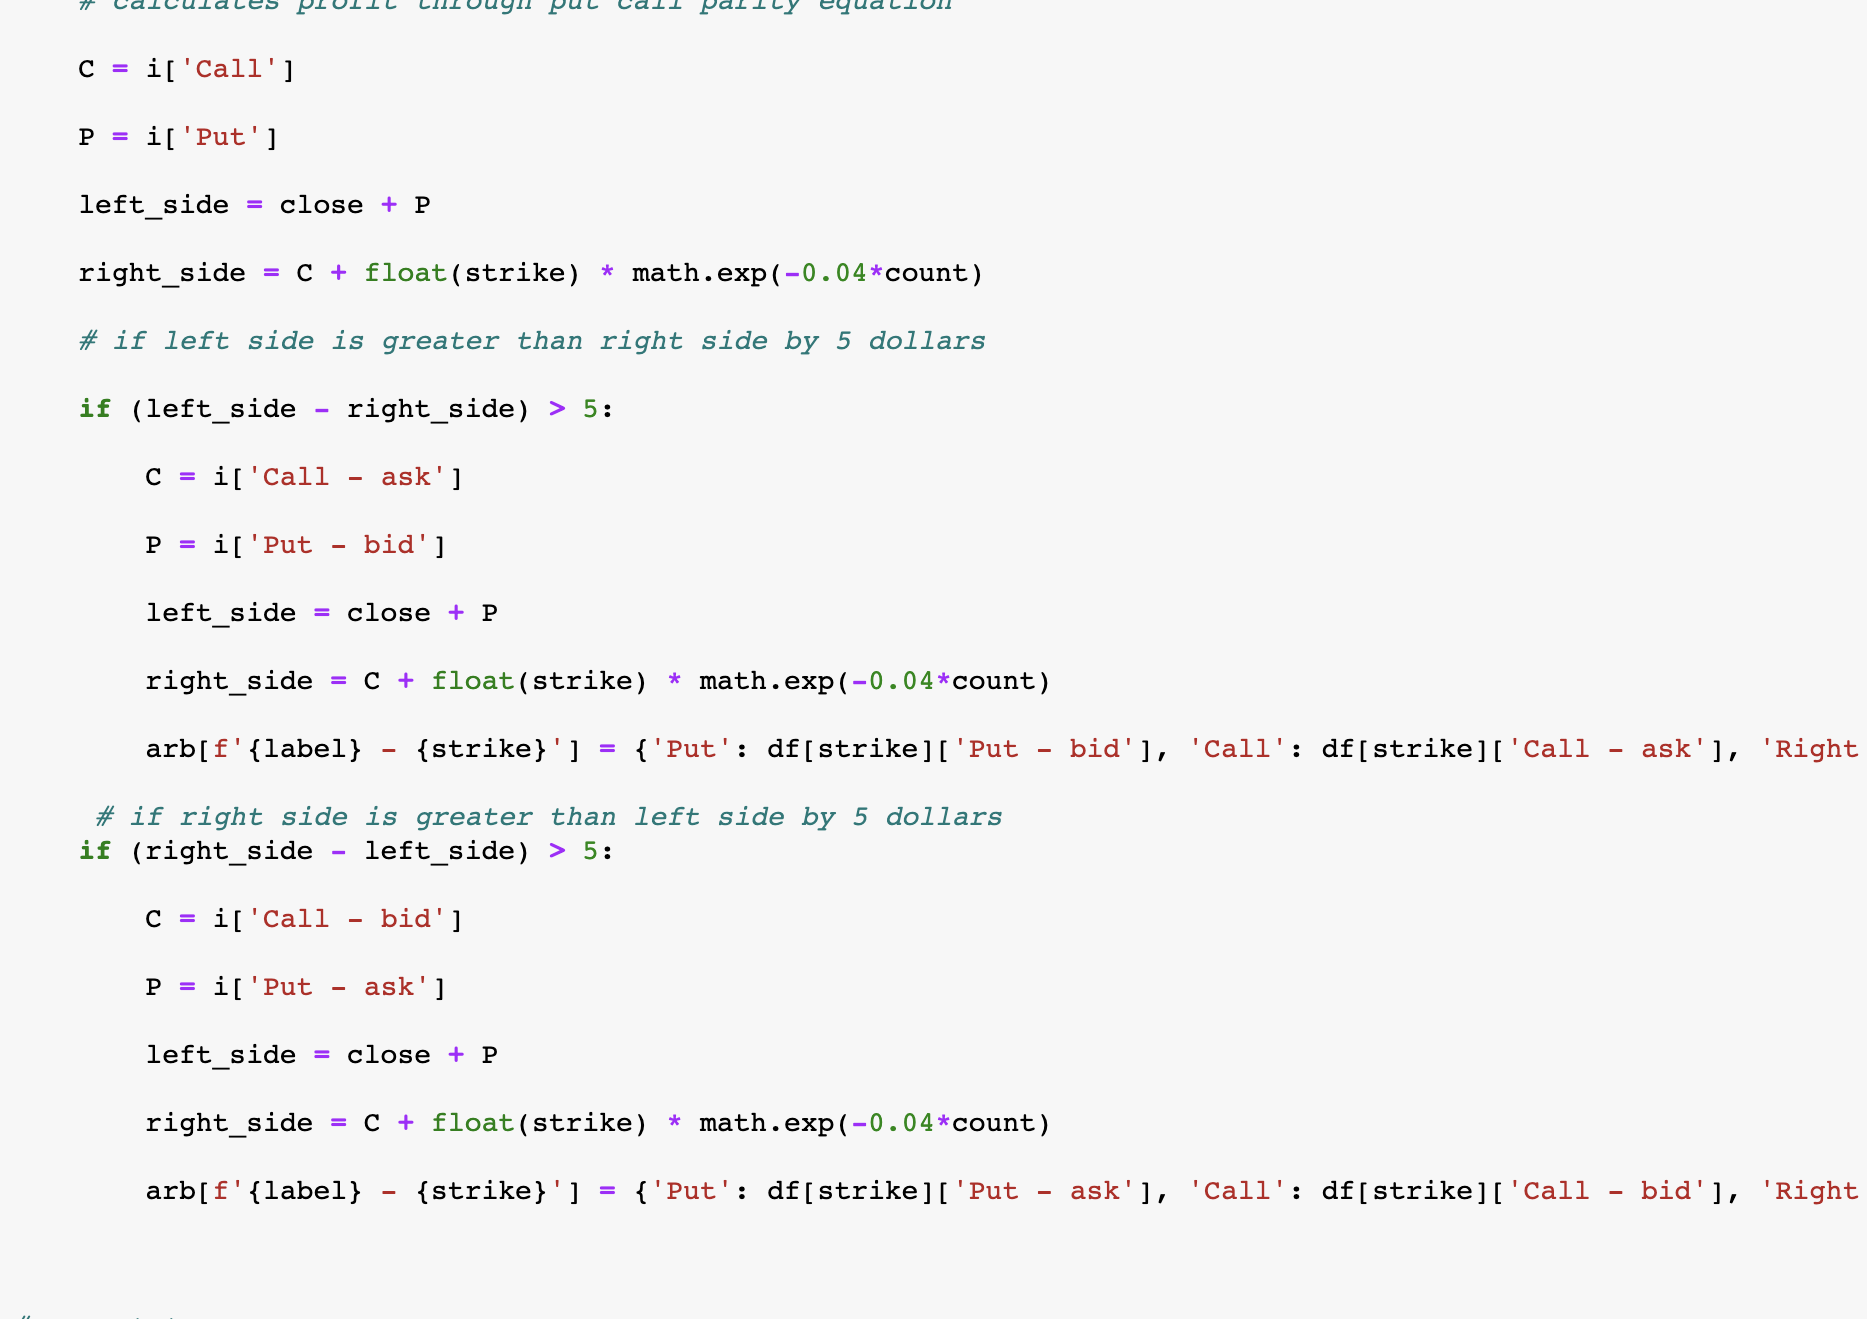 # calculates profit through put call parity equation
C = i['Call']
P = i['Put']
left_side = close + P
right_side = C + float(strike) * math.exp(-0.04*count)
# if left side is greater than right side by 5 dollars
if (left_side - right_side) > 5:
C = i['Call - ask']
P = i['Put - bid']
left_side = close + P
right_side = C + float(strike) * math.exp(-0.04*count)
arb[f'{label} - {strike}'] = {'Put': df[strike]['Put - bid'], 'Call': df[strike]['Call - ask'], 'Right
# if right side is greater than left side by 5 dollars
if (right_side - left_side) > 5:
C = i['Call - bid']
P = i['Put - ask']
left_side = close + P
right_side = C + float(strike) * math.exp(-0.04*count)
arb[f'{label} - {strike}'] = {'Put': df[strike]['Put - ask'], 'Call': df[strike]['Call - bid'], 'Right